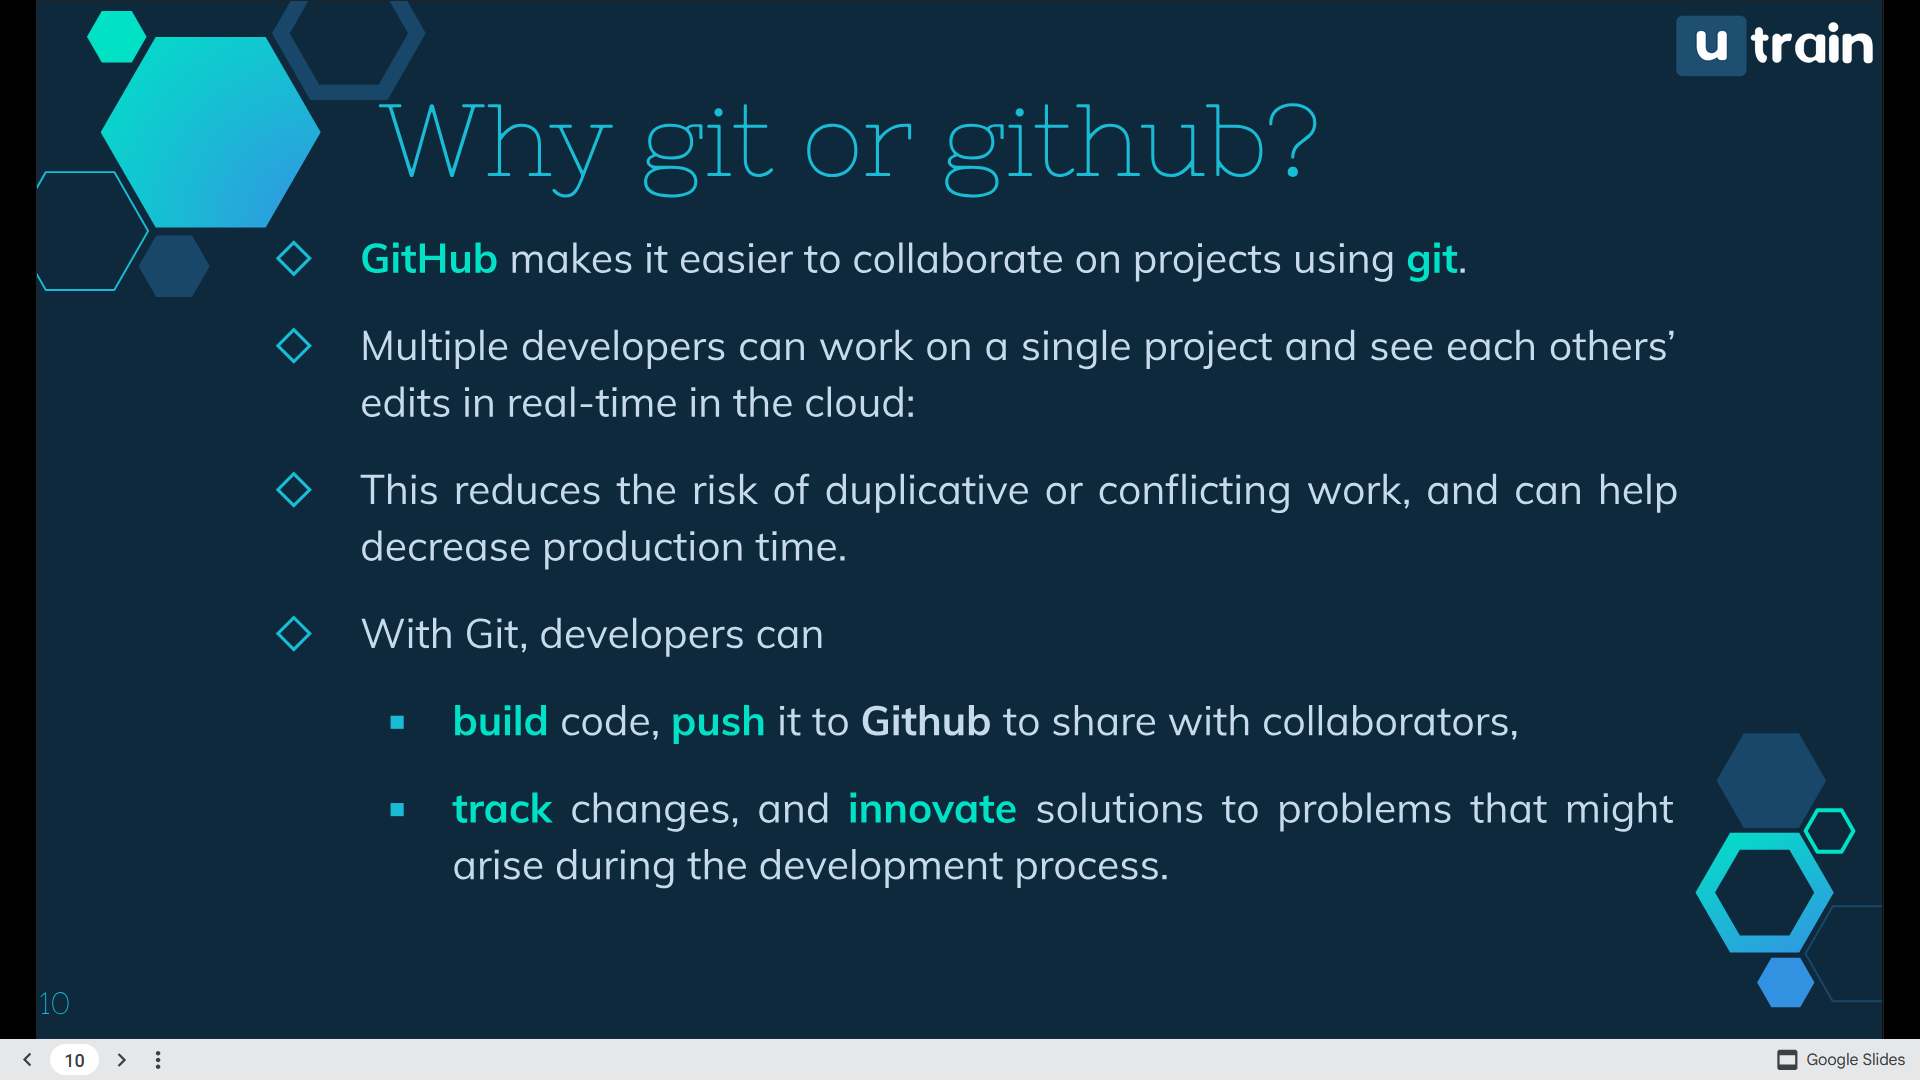 u train
Why git or github?
GitHub makes it easier to collaborate on projects using git.
Multiple developers can work on a single project and see each others’
edits in real-time in the cloud:
This reduces the risk of duplicative or conflicting work, and can help
decrease production time.
With Git, developers can
build code, push it to Github to share with collaborators,
track changes, and innovate solutions to problems that might
arise during the development process.
10
10
Google Slides